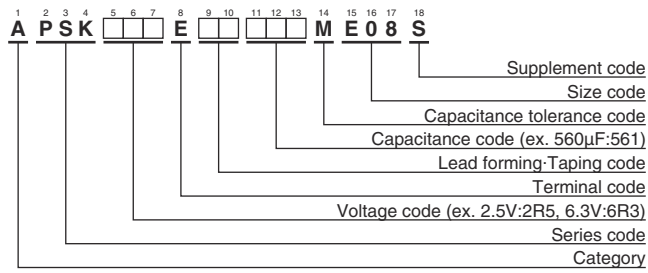 1 2 3 4 5 6 7 8 9 10 11 12 13 14 15 16 17 18
A PSK E M E08 S
Supplement code
Size code
Capacitance tolerance code
Capacitance code (ex. 560µF:561)
Lead forming·Taping code
Terminal code
Voltage code (ex. 2.5V:2R5, 6.3V:6R3)
Series code
Category